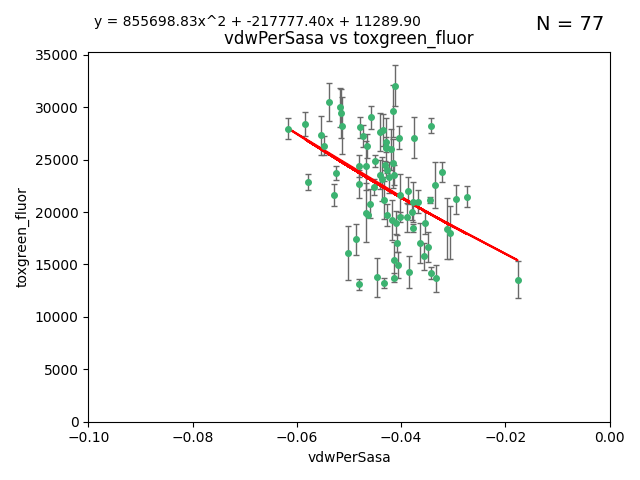 y = 855698.83x^2 + -217777.40x + 11289.90
N = 77
vdwPerSasa vs toxgreen_fluor
35000
30000
25000
20000
15000
10000
5000
0
toxgreen_fluor
−0.10
−0.08
−0.06
−0.04
−0.02
0.00
vdwPerSasa